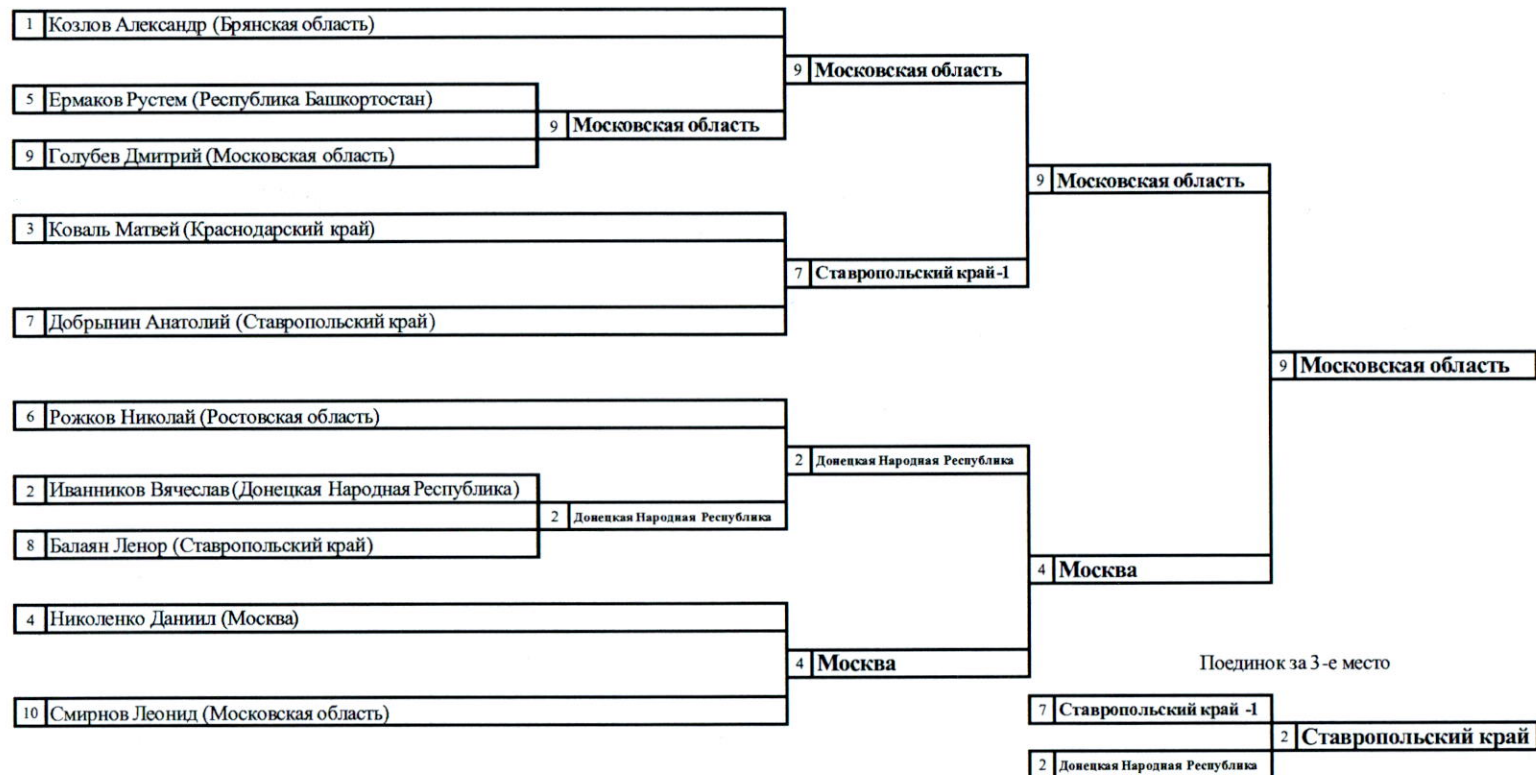 1 Козлов Александр (Брянская область)
9 Московская область
5 Ермаков Рустем (Республика Башкортостан)
9 Московская область
9 Голубев Дмитрий (Московская область)
9 Московская область
3 Коваль Матвей (Краснодарский край)
7 Ставропольский край-1
7 Добрынин Анатолий (Ставропольский край)
9 Московская область
6 Рожков Николай (Ростовская область)
2 Донецкая Народная Республика
2 Иванников Вячеслав (Донецкая Народная Республика)
2 Донецкая Народная Республика
8 Балаян Ленор (Ставропольский край)
4 Москва
4 Николенко Даниил (Москва)
4 Москва
Поединок за 3-е место
10 Смирнов Леонид (Московская область)
7 Ставропольский край -1
2 Ставропольский край
2 Донецкая Народная Республика